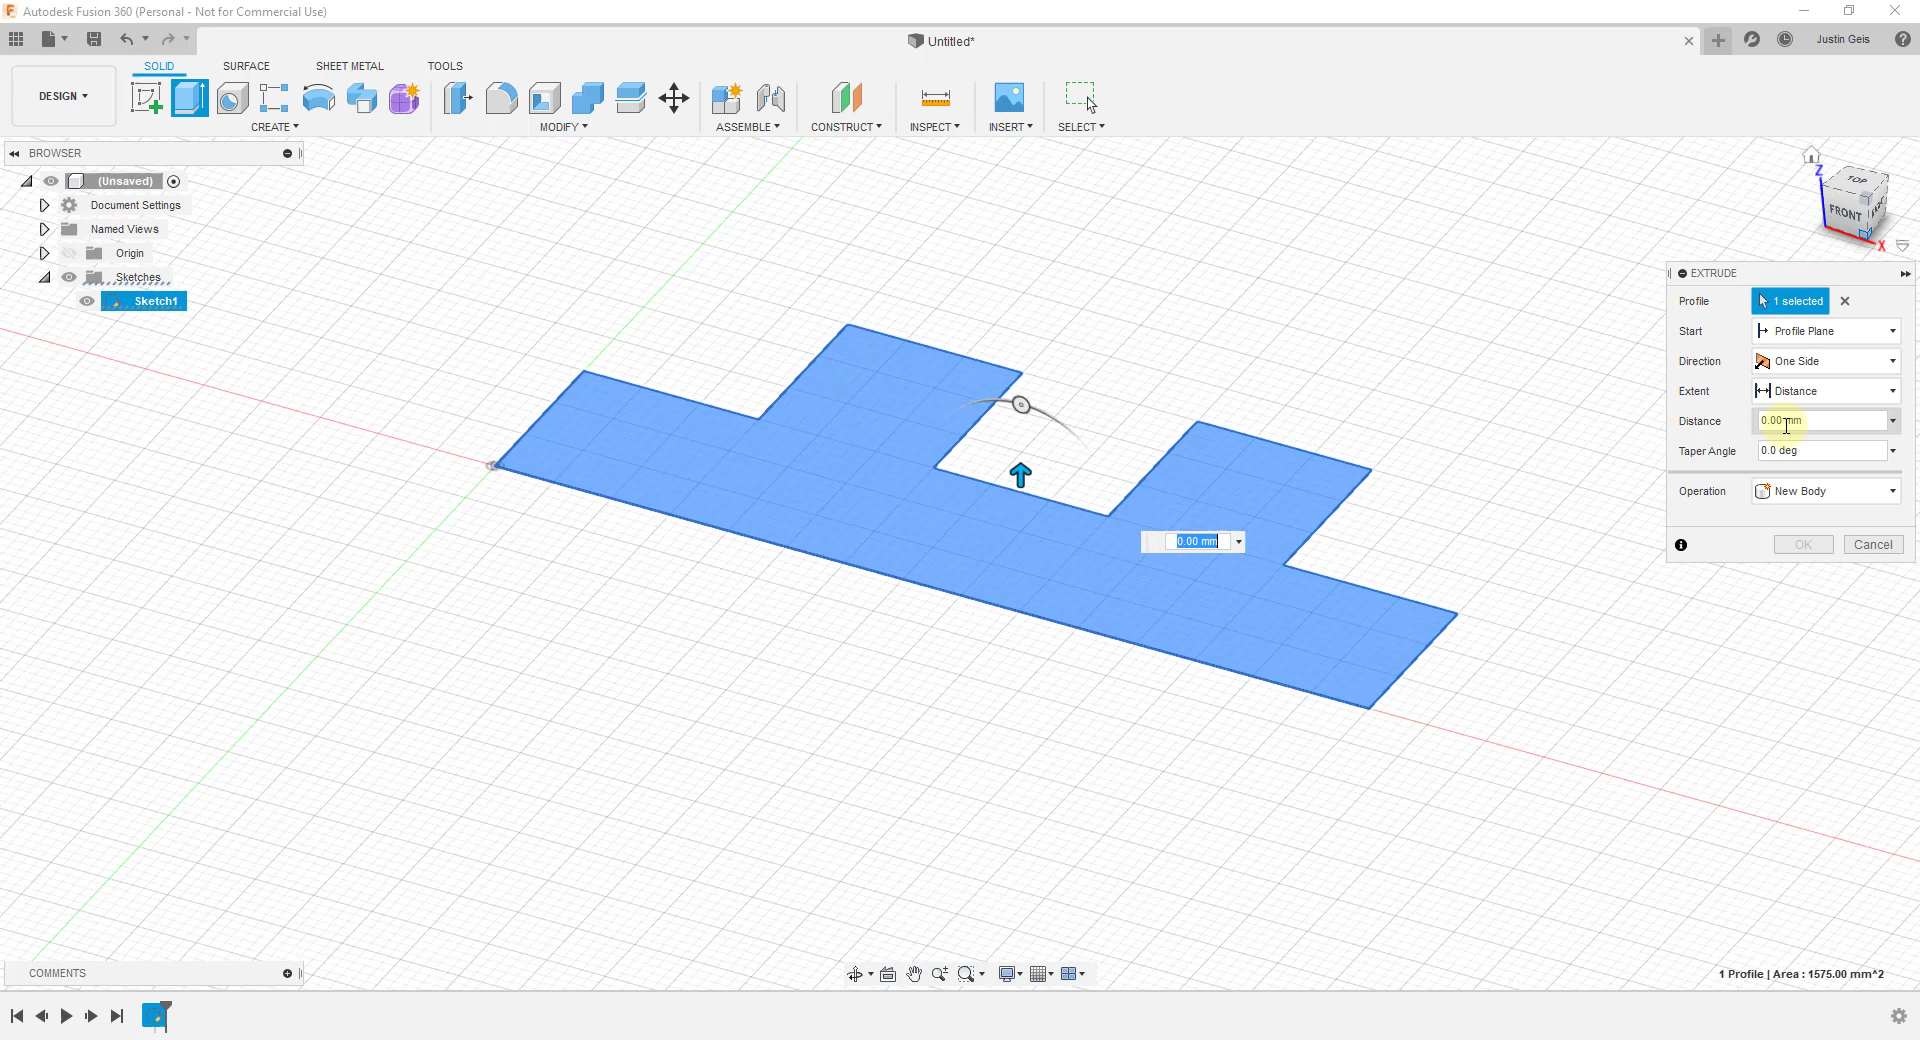 Autodesk Fusion 360 (Personal - Not for Commercial Use)
Untitled*
Justin Geis
DESIGN
SOLID
SURFACE
SHEET METAL
TOOLS
CREATE
MODIFY
ASSEMBLE
CONSTRUCT
INSPECT
INSERT
SELECT
BROWSER
(Unsaved)
Document Settings
Named Views
Origin
Sketches
Sketch1
Z
TOP
FRONT
X
EXTRUDE
Profile
1 selected
Start
Profile Plane
Direction
One Side
Extent
Distance
Distance
0.00 mm
Taper Angle
0.0 deg
Operation
New Body
OK
Cancel
0.00 mm
COMMENTS
1 Profile | Area : 1575.00 mm^2